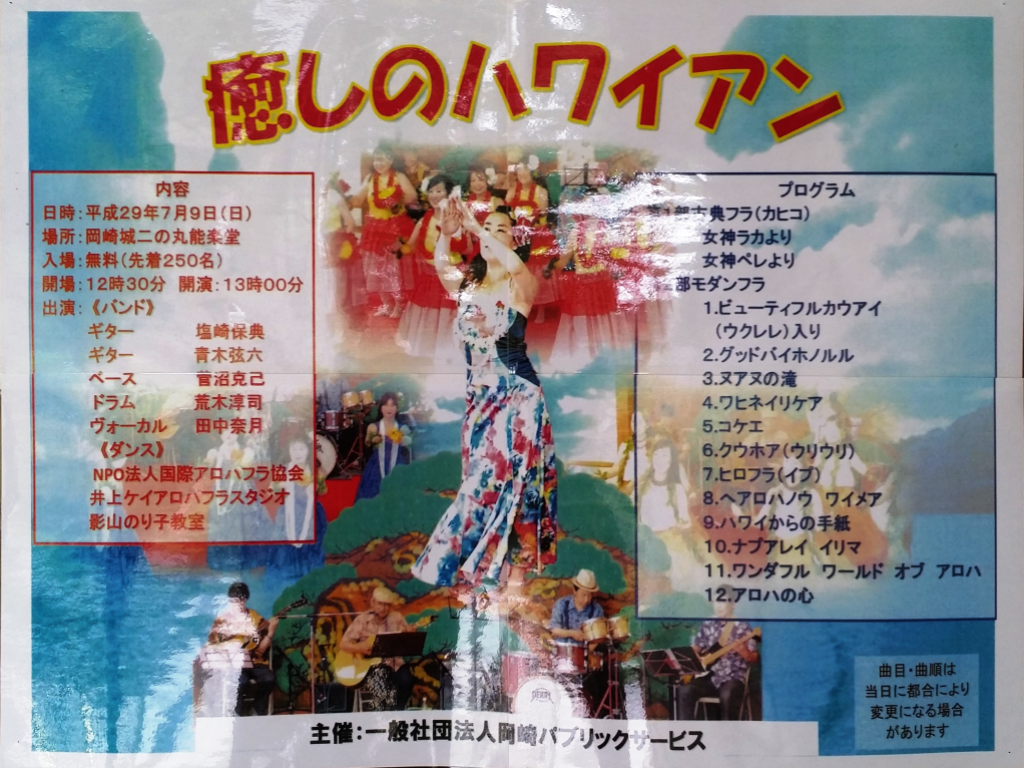 癒しのハワイアン
内容
日時:平成29年7月9日(日)
場所:岡崎城二の丸能楽堂
入場:無料(先着250名)
開場:12時30分 開演:13時00分
出演:《バンド》
ギター 塩崎保典
ギター 青木弦六
ベース 菅沼克己
ドラム 荒木淳司
ヴォーカル 田中奈月
《ダンス》
NPO法人国際アロハフラ協会
井上ケイアロハフラスタジオ
影山のり子教室
プログラム
部古典フラ(カヒコ)
女神ラカより
女神ペレより
部モダンフラ
1.ビューティフルカウアイ
(ウクレレ)入り
2.グッドバイホノルル
3.ヌアヌの滝
4.ワヒネイリケア
5.コケエ
6.クウホア(ウリウリ)
7.ヒロフラ(イプ)
8.ヘアロハノウ ワイメア
9.ハワイからの手紙
10.ナプアレイ イリマ
11.ワンダフル ワールド オブ アロハ
12.アロハの心
曲目・曲順は
当日に都合により
変更になる場合
があります
主催:一般社団法人岡崎パブリックサービス